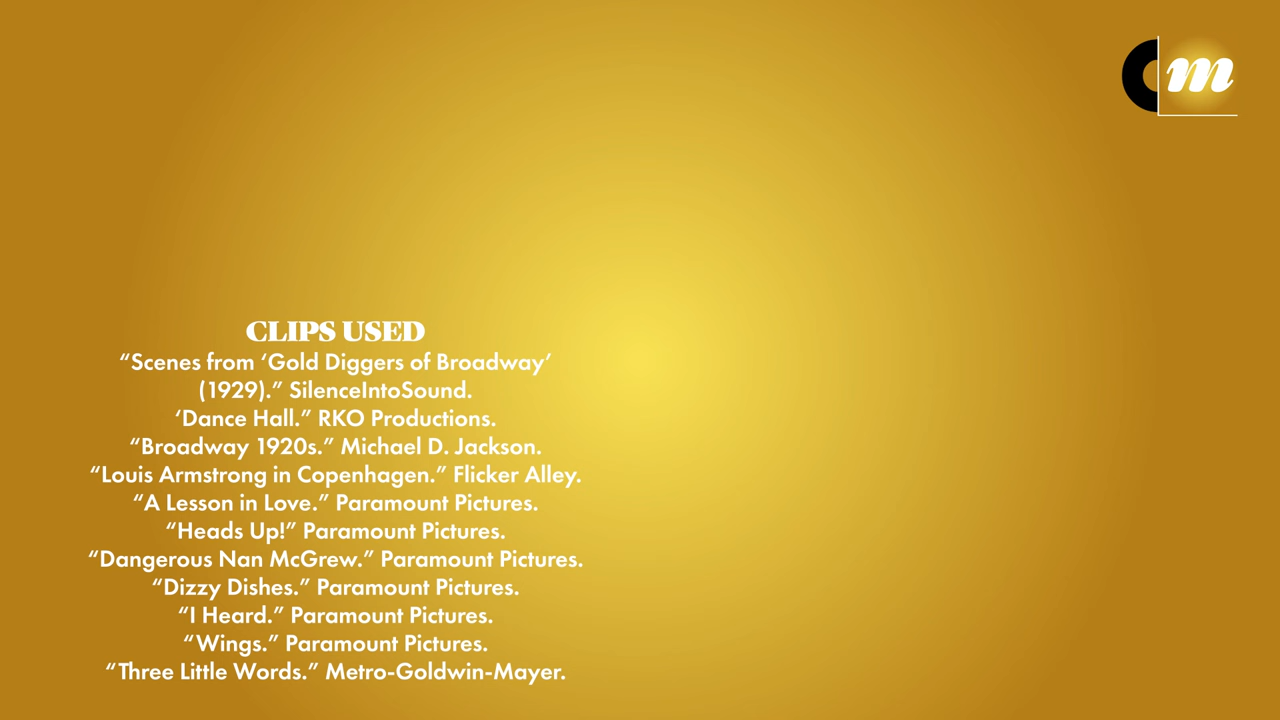 Cm
CLIPS USED
“Scenes from ‘Gold Diggers of Broadway’
(1929).” SilenceIntoSound.
‘Dance Hall.” RKO Productions.
“Broadway 1920s.” Michael D. Jackson.
“Louis Armstrong in Copenhagen.” Flicker Alley.
“A Lesson in Love.” Paramount Pictures.
“Heads Up!” Paramount Pictures.
“Dangerous Nan McGrew.” Paramount Pictures.
“Dizzy Dishes.” Paramount Pictures.
“I Heard.” Paramount Pictures.
“Wings.” Paramount Pictures.
“Three Little Words.” Metro-Goldwin-Mayer.